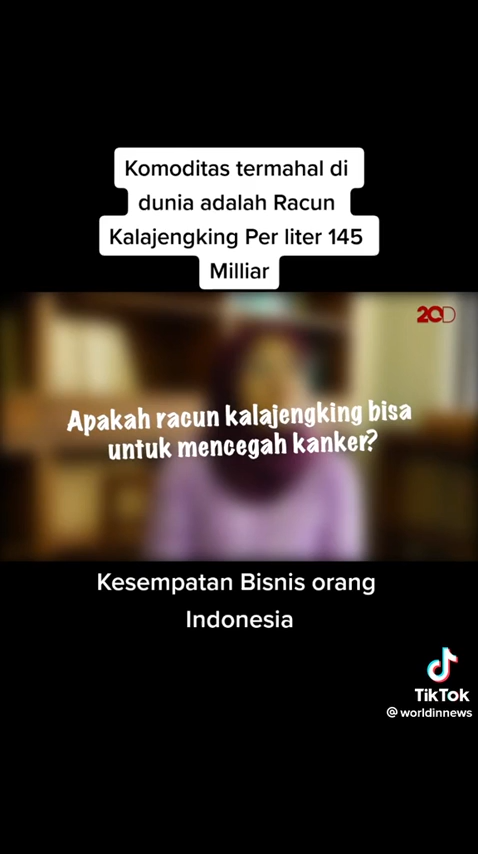 Komoditas termahal di
dunia adalah Racun
Kalajengking Per liter 145
Milliar
20D
Apakah racun kalajengking bisa
untuk mencegah kanker?
Kesempatan Bisnis orang
Indonesia
TikTok
@ worldinnews